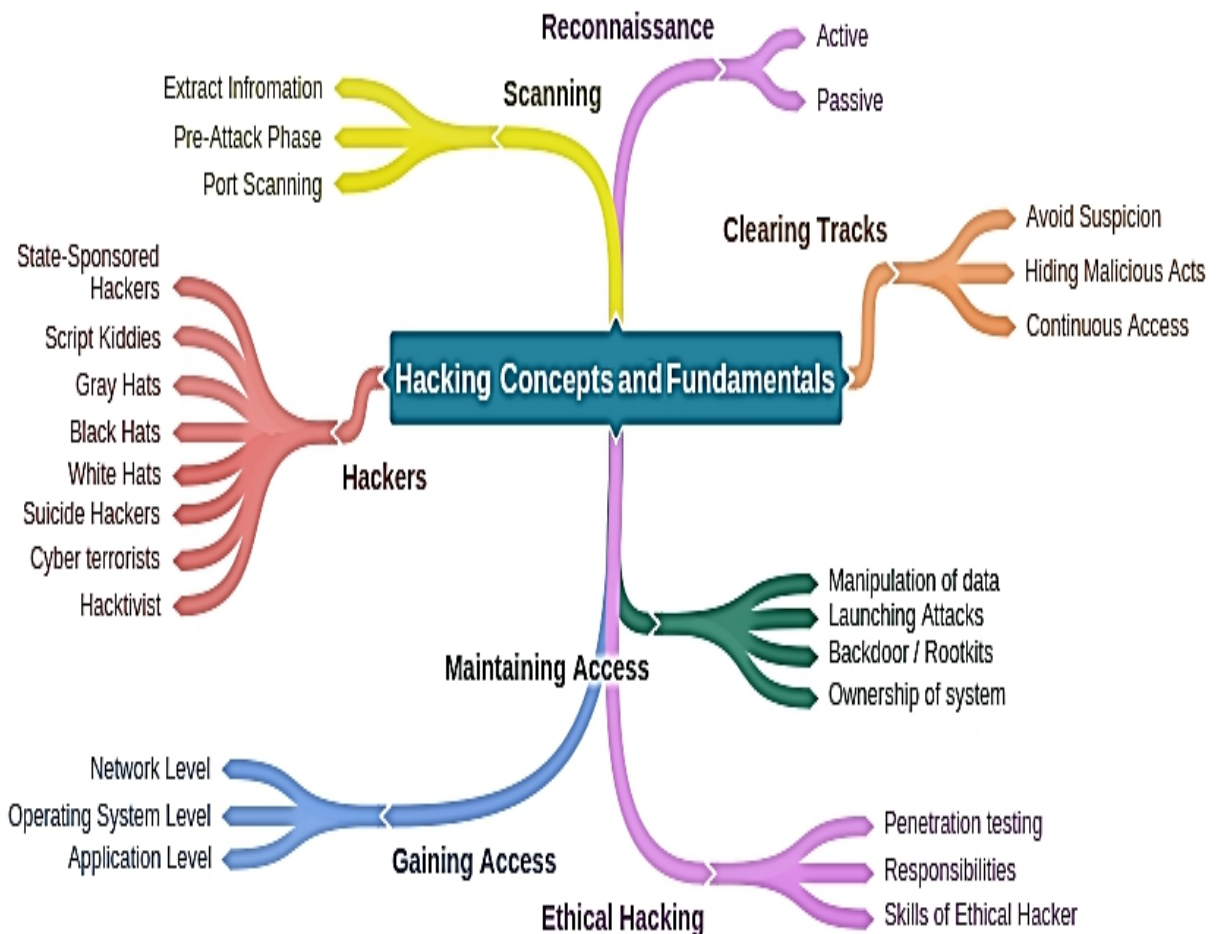 Reconnaissance
Active
Passive
Scanning
Extract Infromation
Pre-Attack Phase
Port Scanning
Clearing Tracks
Avoid Suspicion
Hiding Malicious Acts
Continuous Access
State-Sponsored
Hackers
Script Kiddies
Gray Hats
Black Hats
White Hats
Suicide Hackers
Cyber terrorists
Hacktivist
Hackers
Hacking Concepts and Fundamentals
Maintaining Access
Manipulation of data
Launching Attacks
Backdoor / Rootkits
Ownership of system
Network Level
Operating System Level
Application Level
Gaining Access
Ethical Hacking
Penetration testing
Responsibilities
Skills of Ethical Hacker